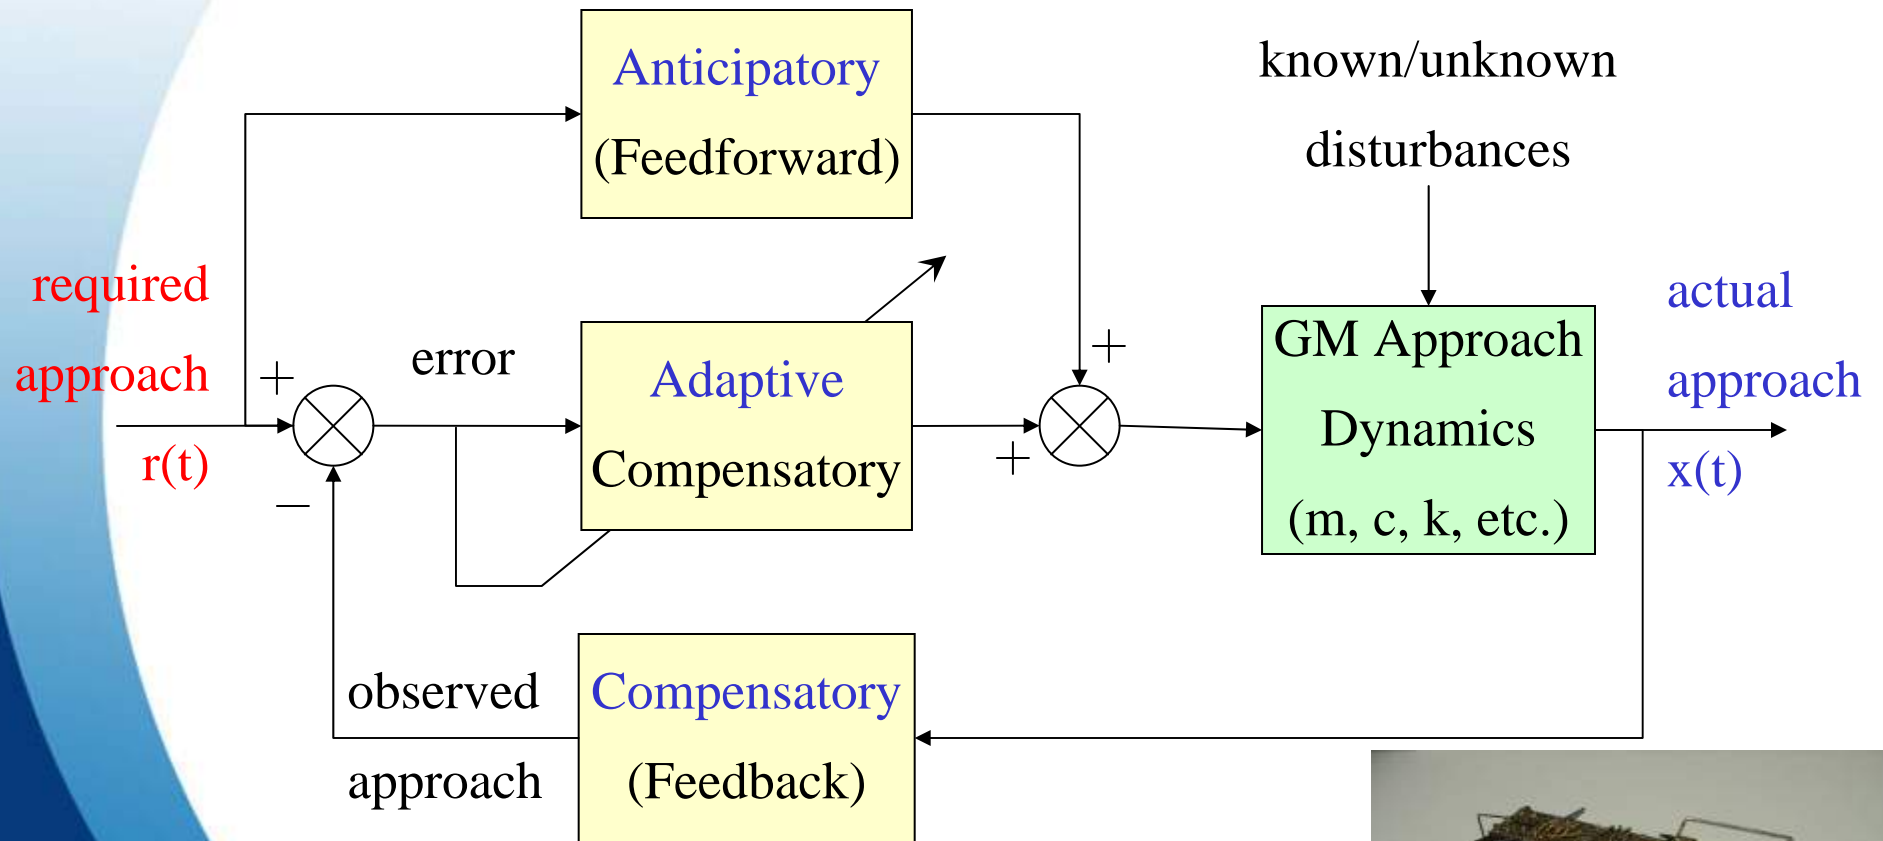 Anticipatory
(Feedforward)
known/unknown
disturbances
required
approach
r(t)
+
−
error
Adaptive
Compensatory
+
+
GM Approach
Dynamics
(m, c, k, etc.)
actual
approach
x(t)
observed
approach
Compensatory
(Feedback)